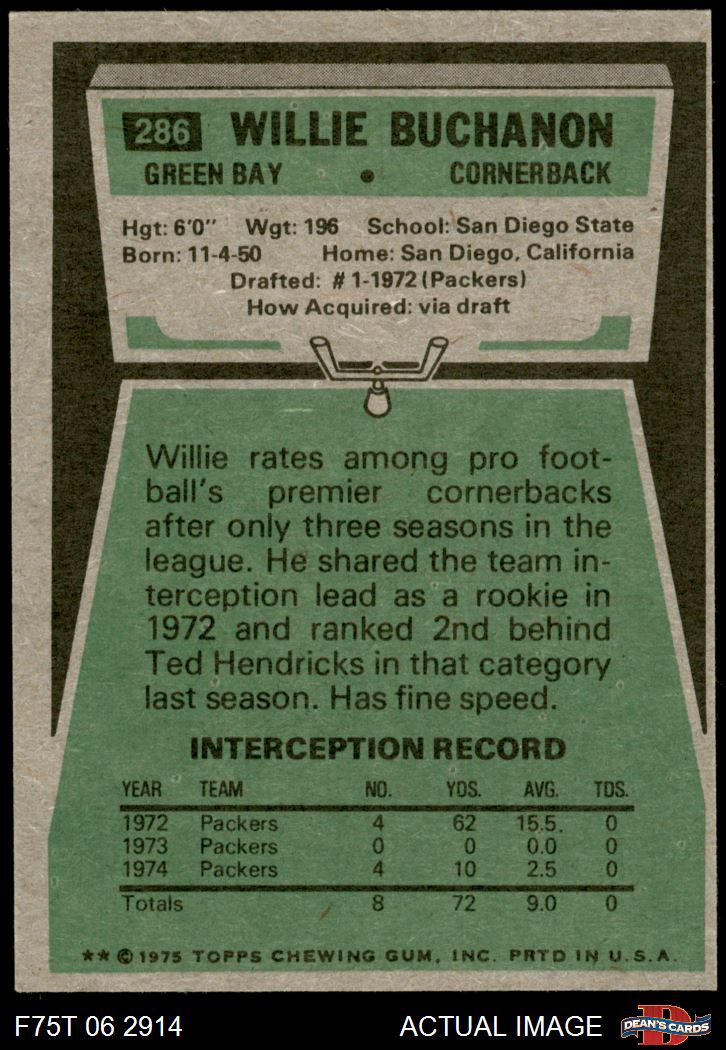 286 WILLIE BUCHANON
GREEN BAY • CORNERBACK
Hgt: 6'0" Wgt: 196 School: San Diego State
Born: 11-4-50 Home: San Diego, California
Drafted: #1-1972 (Packers)
How Acquired: via draft
Willie rates among pro foot-
ball's premier cornerbacks
after only three seasons in the
league. He shared the team in-
terception lead as a rookie in
1972 and ranked 2nd behind
Ted Hendricks in that category
last season. Has fine speed.
INTERCEPTION RECORD
YEAR TEAM NO. YDS. AVG. TDS.
1972 Packers 4 62 15.5. 0
1973 Packers 0 0 0.0 0
1974 Packers 4 10 2.5 0
Totals 8 72 9.0 0
** © 1975 TOPPS CHEWING GUM, INC. PRTD IN U.S.A.
F75T 06 2914 ACTUAL IMAGE D DEAN'S CARDS